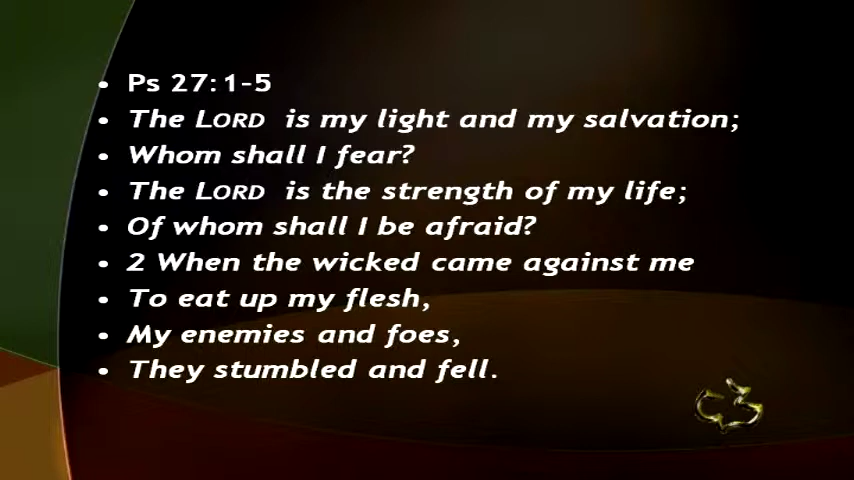 • Ps 27:1-5
• The LORD is my light and my salvation;
• Whom shall I fear?
• The LORD is the strength of my life;
• Of whom shall I be afraid?
• 2 When the wicked came against me
• To eat up my flesh,
• My enemies and foes,
• They stumbled and fell.
C3